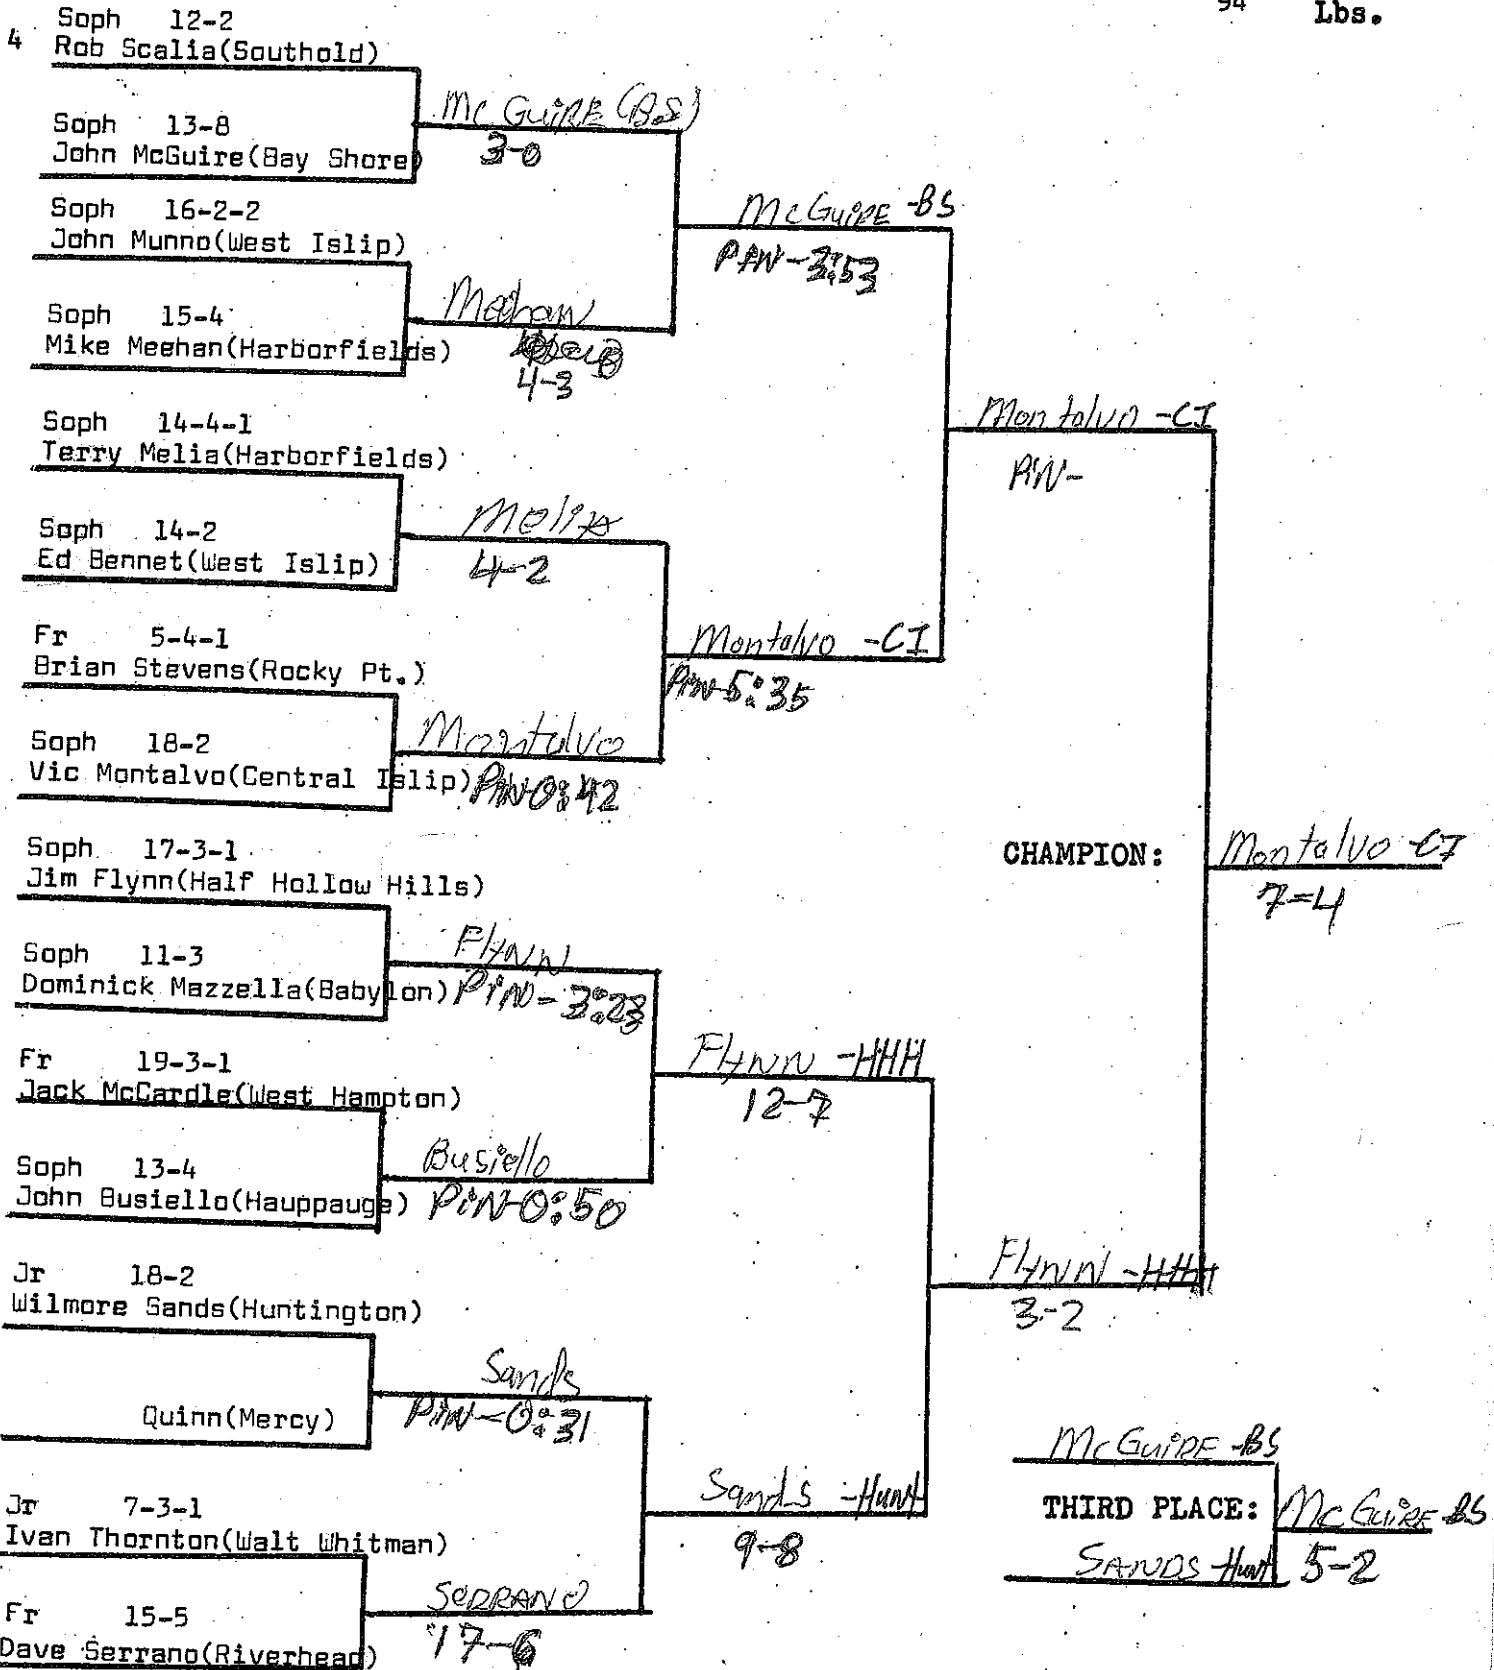 94 Lbs.
4
Soph 12-2
Rob Scalia(Southold)
McGuire (B.S)
3-0
Soph 13-8
John McGuire(Bay Shore)
McGuire -BS
PIN-3:53
Soph 16-2-2
John Munno(West Islip)
Meehan
4-3
Soph 15-4
Mike Meehan(Harborfields)
Montalvo -CI
PiN-
Soph 14-4-1
Terry Melia(Harborfields)
Melia
4-2
Soph 14-2
Ed Bennet(West Islip)
Montalvo -CI
PiN-5:35
Fr 5-4-1
Brian Stevens(Rocky Pt.)
Montalvo
PiN-0:42
Soph 18-2
Vic Montalvo(Central Islip)
CHAMPION: Montalvo -CI
7-4
Soph 17-3-1
Jim Flynn(Half Hollow Hills)
Flynn
PiN-3:23
Soph 11-3
Dominick Mazzella(Babylon)
Flynn -HHH
12-7
Fr 19-3-1
Jack McCardle(West Hampton)
Busiello
PiN-0:50
Soph 13-4
John Busiello(Hauppauge)
Flynn -HHH
3-2
Jr 18-2
Wilmore Sands(Huntington)
Sands
PiN-0:31
Quinn(Mercy)
Sands -Hunt
9-8
Jr 7-3-1
Ivan Thornton(Walt Whitman)
Serrano
17-6
Fr 15-5
Dave Serrano(Riverhead)
McGuire -BS
THIRD PLACE: McGuire -BS
Sands -Hunt 5-2